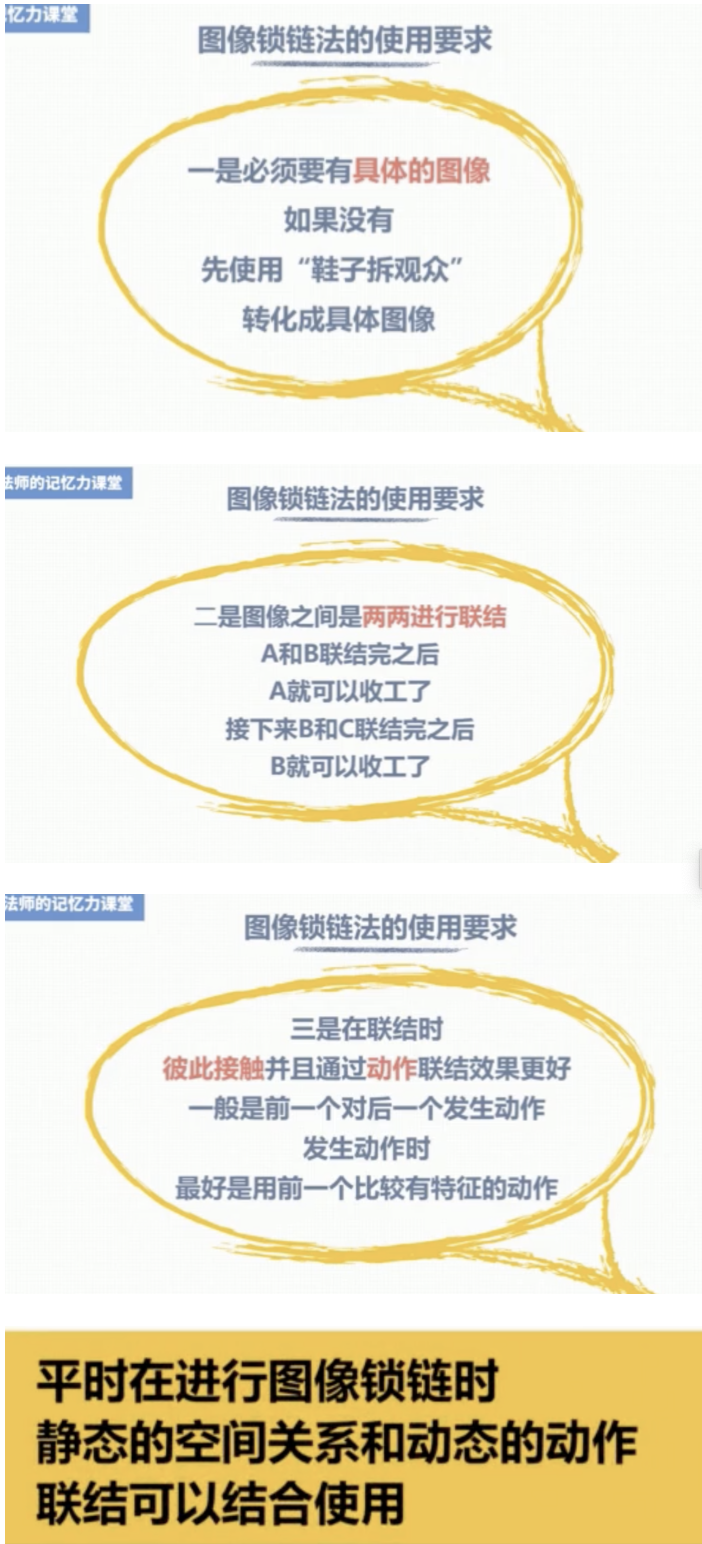 忆力课堂
图像锁链法的使用要求
一是必须要有具体的图像
如果没有
先使用“鞋子拆观众”
转化成具体图像
法师的记忆力课堂
图像锁链法的使用要求
二是图像之间是两两进行联结
A和B联结完之后
A就可以收工了
接下来B和C联结完之后
B就可以收工了
法师的记忆力课堂
图像锁链法的使用要求
三是在联结时
彼此接触并且通过动作联结效果更好
一般是前一个对后一个发生动作
发生动作时
最好是用前一个比较有特征的动作
平时在进行图像锁链时
静态的空间关系和动态的动作
联结可以结合使用